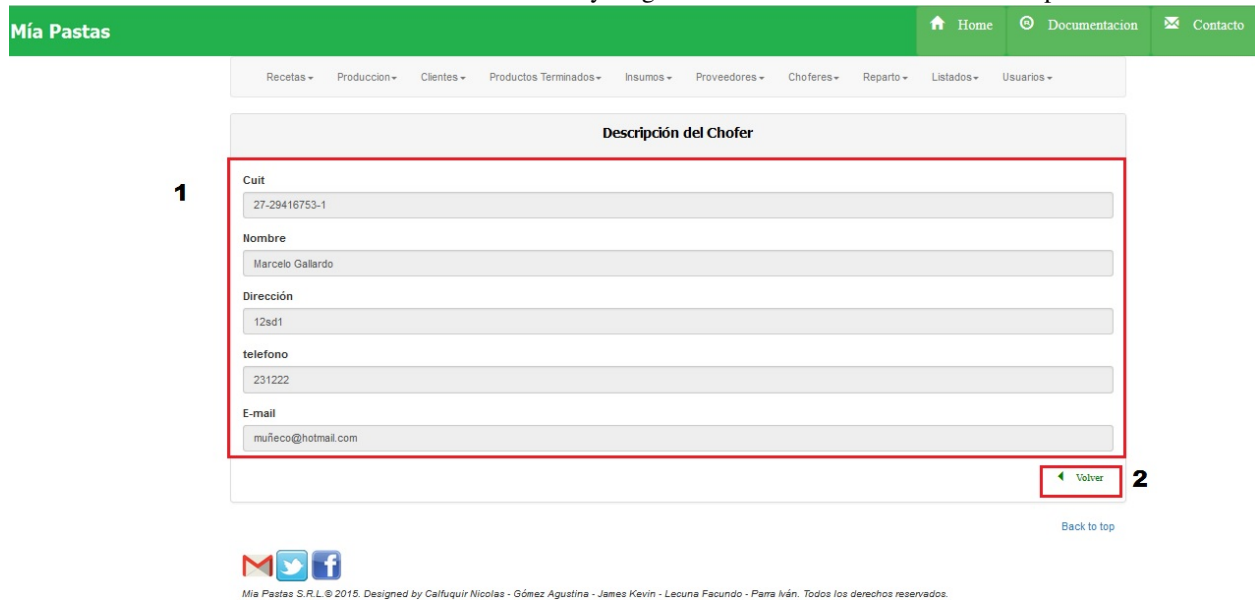 Mía Pastas
Home Documentacion Contacto
Recetas Produccion Clientes Productos Terminados Insumos Proveedores Choferes Reparto Listados Usuarios
Descripción del Chofer
1
Cuit
27-29416753-1
Nombre
Marcelo Gallardo
Dirección
12sd1
telefono
231222
E-mail
muñeco@hotmail.com
Volver 2
Back to top
Mía Pastas S.R.L.® 2015. Designed by Calfuquir Nicolas - Gómez Agustina - James Kevin - Lecuna Facundo - Parra Iván. Todos los derechos reservados.